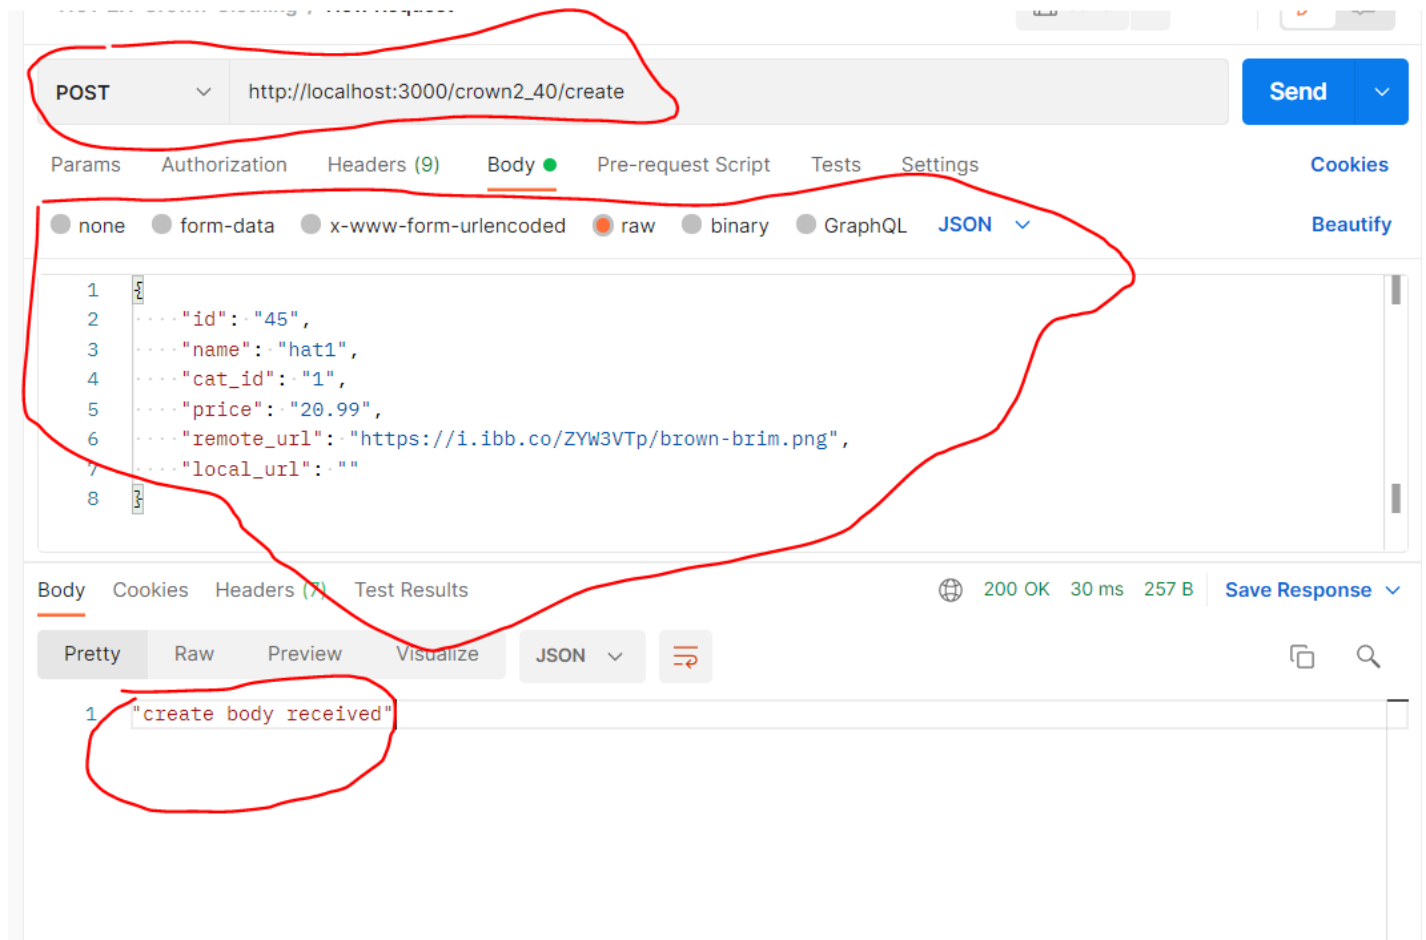 POST http://localhost:3000/crown2_40/create Send
Params Authorization Headers (9) Body Pre-request Script Tests Settings Cookies
none form-data x-www-form-urlencoded raw binary GraphQL JSON Beautify
1 {
2 "id": "45",
3 "name": "hat1",
4 "cat_id": "1",
5 "price": "20.99",
6 "remote_url": "https://i.ibb.co/ZYW3VTp/brown-brim.png",
7 "local_url": ""
8 }
Body Cookies Headers (7) Test Results 200 OK 30 ms 257 B Save Response
Pretty Raw Preview Visualize JSON
1 "create body received"